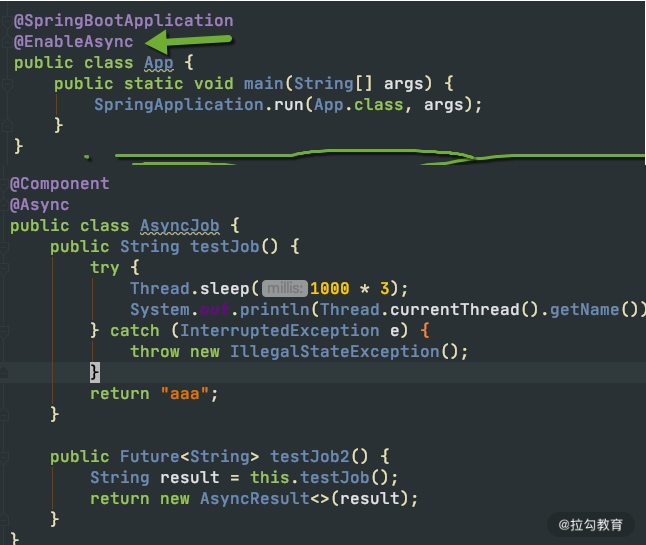 @SpringBootApplication
@EnableAsync
public class App {
    public static void main(String[] args) {
        SpringApplication.run(App.class, args);
    }
}
@Component
@Async
public class AsyncJob {
    public String testJob() {
        try {
            Thread.sleep( millis: 1000 * 3);
            System.out.println(Thread.currentThread().getName())
        } catch (InterruptedException e) {
            throw new IllegalStateException();
        }
        return "aaa";
    }
    public Future<String> testJob2() {
        String result = this.testJob();
        return new AsyncResult<>(result);
    }
}
@拉勾教育